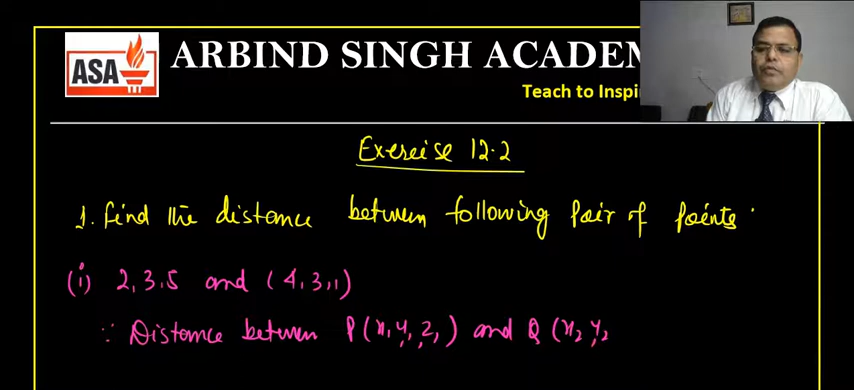 ASA ARBIND SINGH ACADEM
Teach to Inspi
Exercise 12.2
1. Find the distance between following Pair of Points.
(i) 2, 3, 5 and (4, 3, 1)
∵ Distance between P(x₁, y₁, z₁) and Q (x₂, y₂